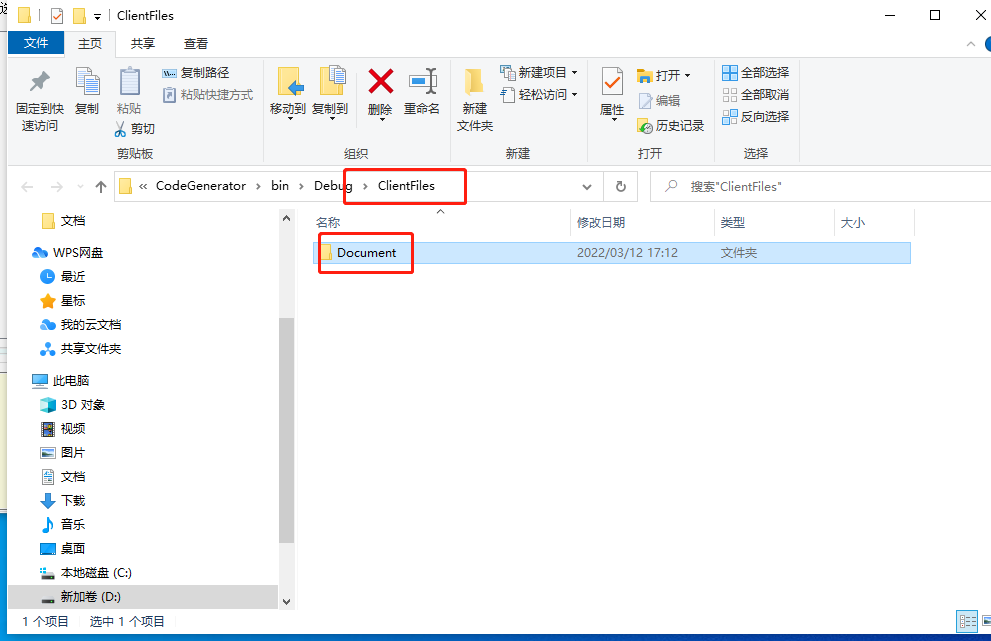 ClientFiles
文件 主页 共享 查看
固定到快速访问
复制
粘贴
复制路径
粘贴快捷方式
剪切
剪贴板
移动到
复制到
删除
重命名
组织
新建文件夹
新建项目
轻松访问
新建
属性
打开
编辑
历史记录
打开
全部选择
全部取消
反向选择
选择
« CodeGenerator › bin › Debug › ClientFiles
搜索"ClientFiles"
文档
WPS网盘
最近
星标
我的云文档
共享文件夹
此电脑
3D 对象
视频
图片
文档
下载
音乐
桌面
本地磁盘 (C:)
新加卷 (D:)
名称 修改日期 类型 大小
Document 2022/03/12 17:12 文件夹
1 个项目 选中 1 个项目